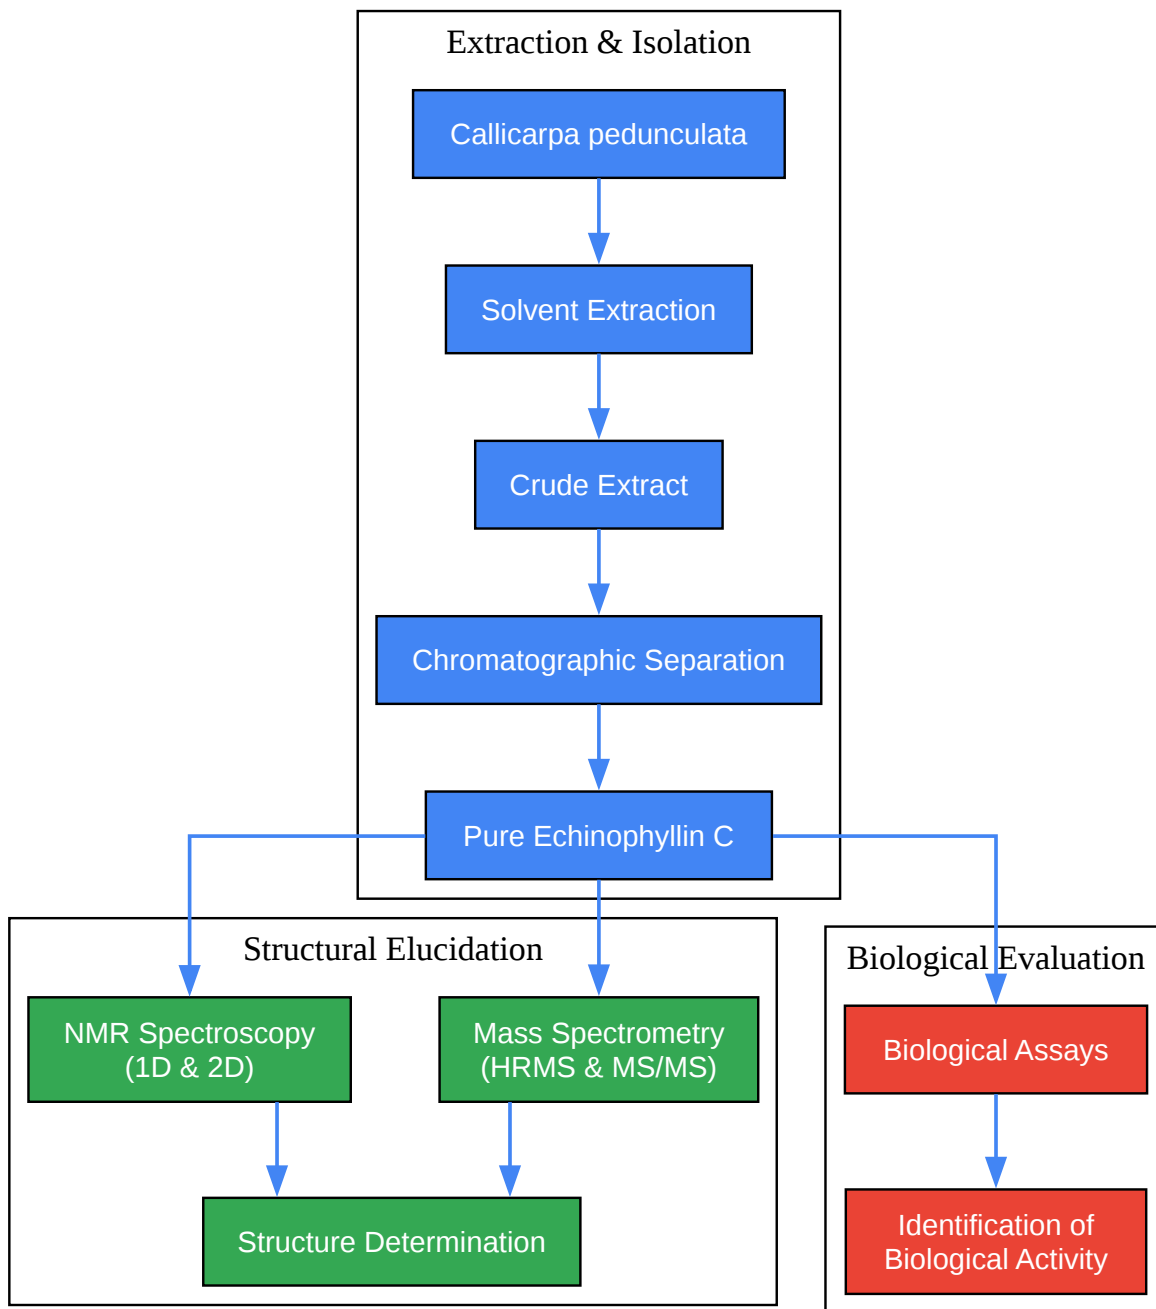 Extraction & Isolation
Callicarpa pedunculata
Solvent Extraction
Crude Extract
Chromatographic Separation
Pure Echinophyllin C
Structural Elucidation
NMR Spectroscopy
(1D & 2D)
Mass Spectrometry
(HRMS & MS/MS)
Structure Determination
Biological Evaluation
Biological Assays
Identification of
Biological Activity